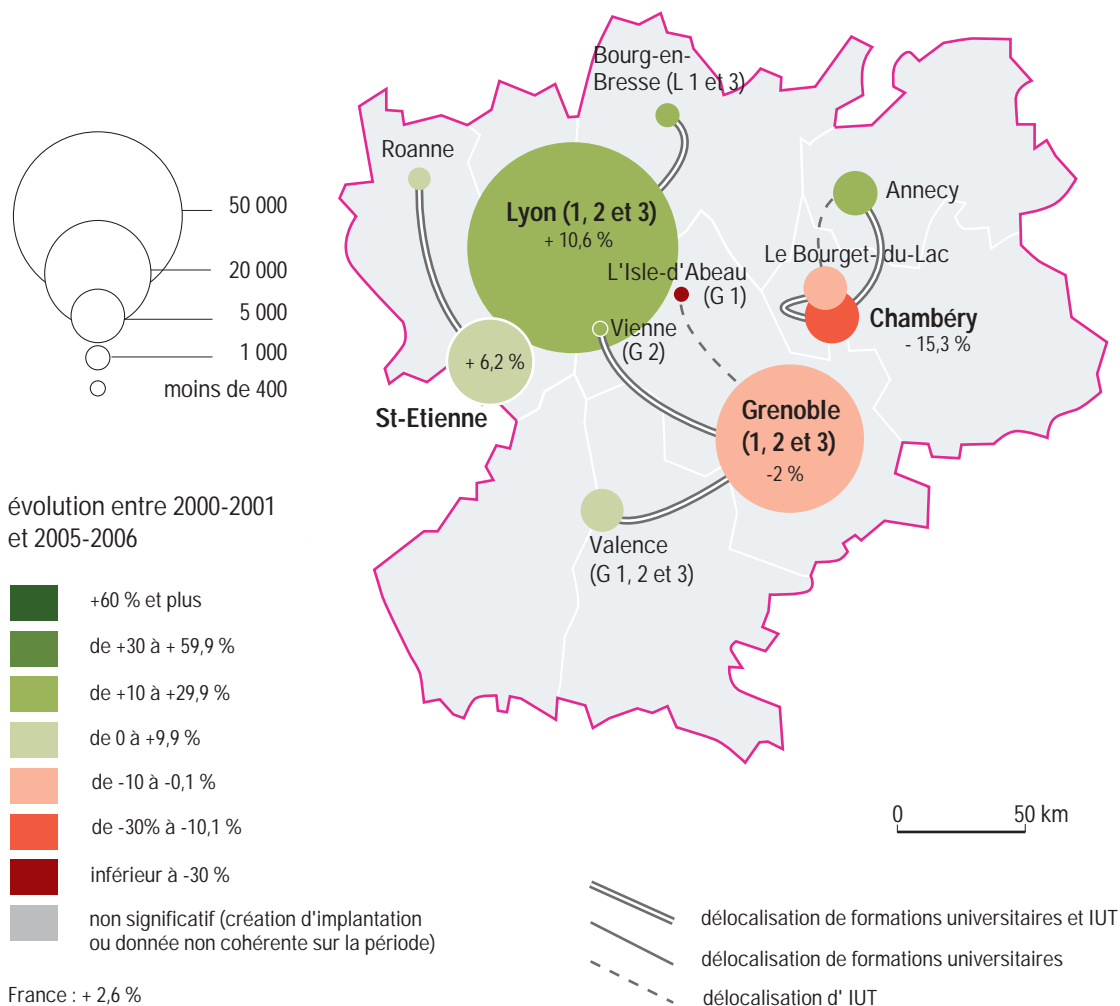 50 000
20 000
5 000
1 000
moins de 400
évolution entre 2000-2001
et 2005-2006
+60 % et plus
de +30 à + 59,9 %
de +10 à +29,9 %
de 0 à +9,9 %
de -10 à -0,1 %
de -30% à -10,1 %
inférieur à -30 %
non significatif (création d'implantation
ou donnée non cohérente sur la période)
France : + 2,6 %
Bourg-en-
Bresse (L 1 et 3)
Roanne
Lyon (1, 2 et 3)
+ 10,6 %
Annecy
Le Bourget- du-Lac
L'Isle-d'Abeau
(G 1)
Chambéry
- 15,3 %
Vienne
(G 2)
+ 6,2 %
St-Etienne
Grenoble
(1, 2 et 3)
-2 %
Valence
(G 1, 2 et 3)
0 50 km
délocalisation de formations universitaires et IUT
délocalisation de formations universitaires
délocalisation d' IUT